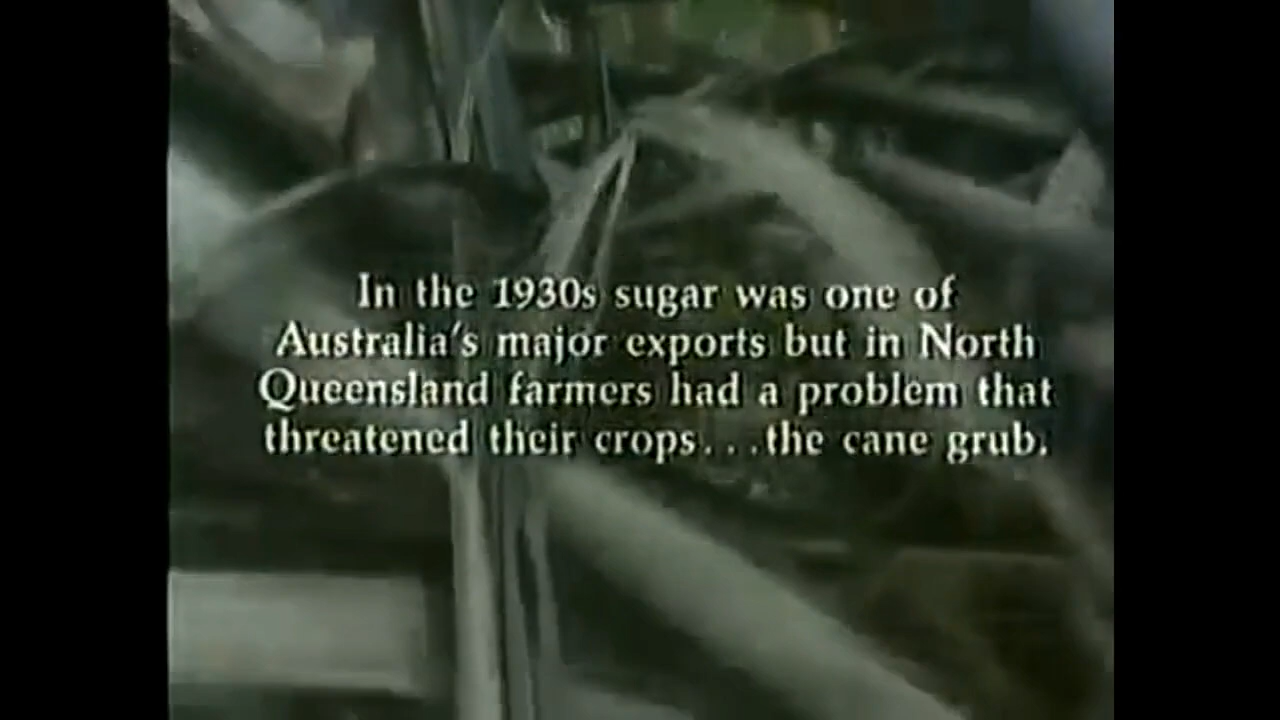 In the 1930s sugar was one of
Australia's major exports but in North
Queensland farmers had a problem that
threatened their crops...the cane grub.